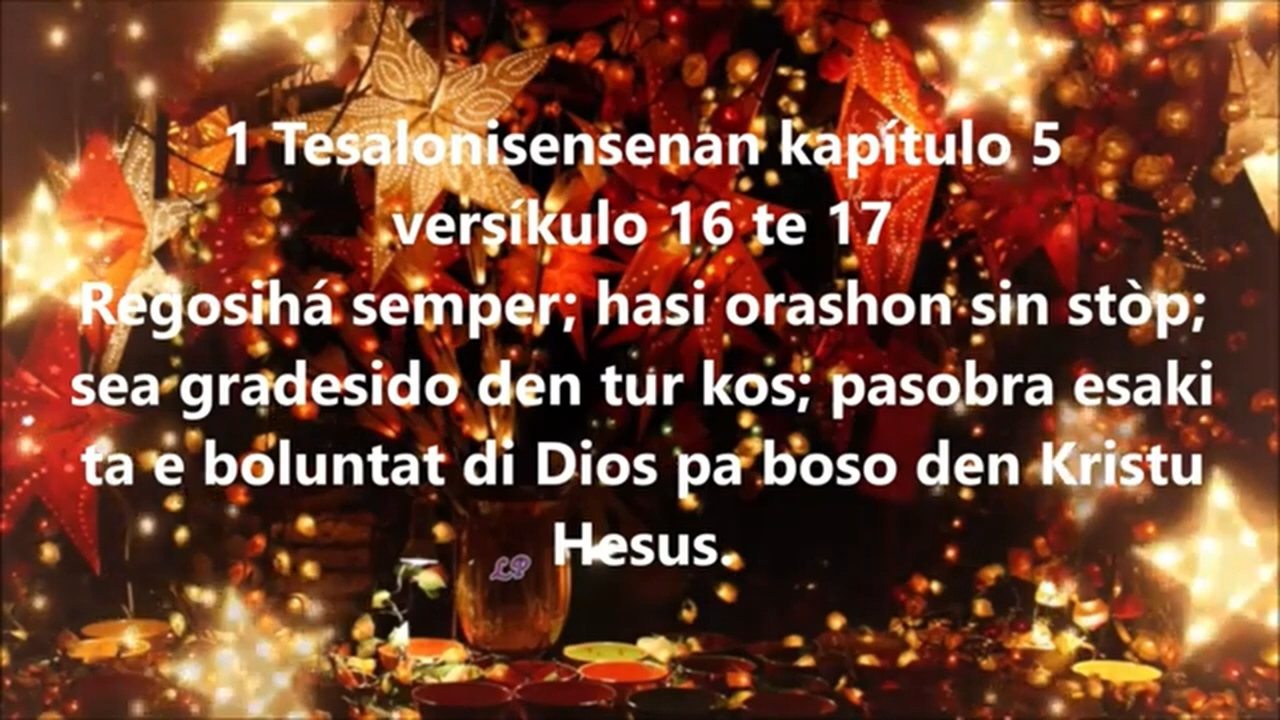 1 Tesalonisensenan kapítulo 5
versíkulo 16 te 17
Regosihá semper; hasi orashon sin stòp;
sea gradesido den tur kos; pasobra esaki
ta e boluntat di Dios pa boso den Kristu
Hesus.
LP